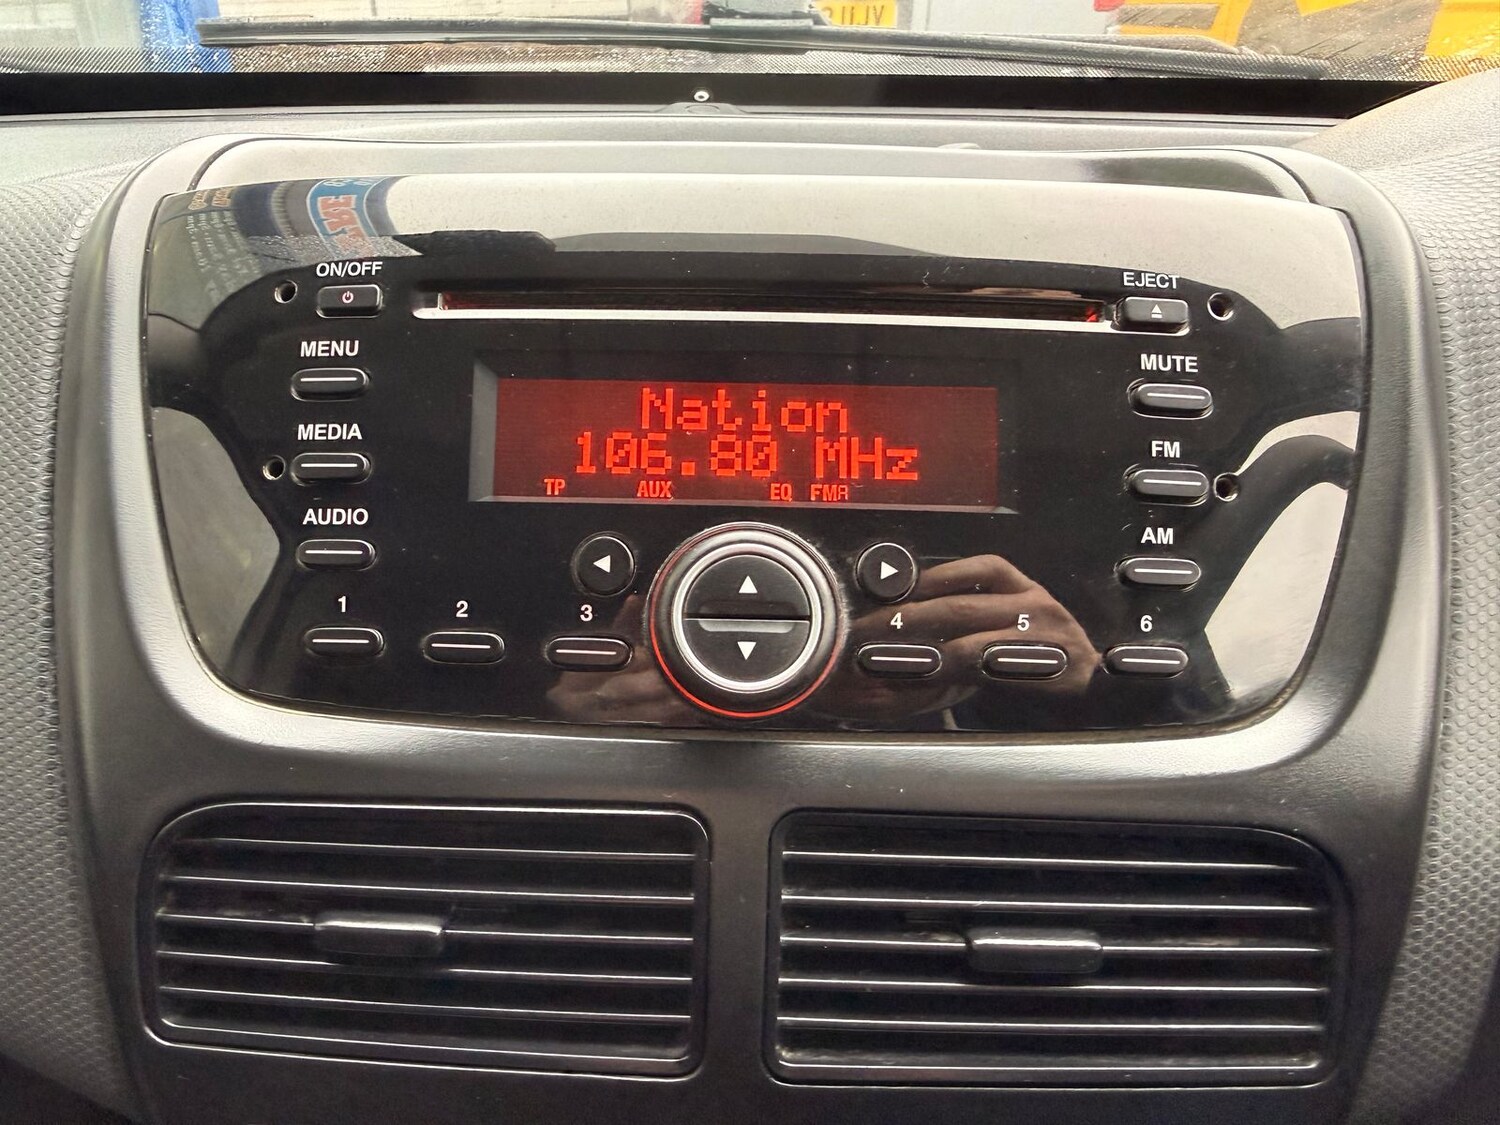 ON/OFF
EJECT
MENU
MUTE
MEDIA
FM
AUDIO
AM
Nation
106.80 MHz
TP AUX EQ FM
1 2 3 4 5 6